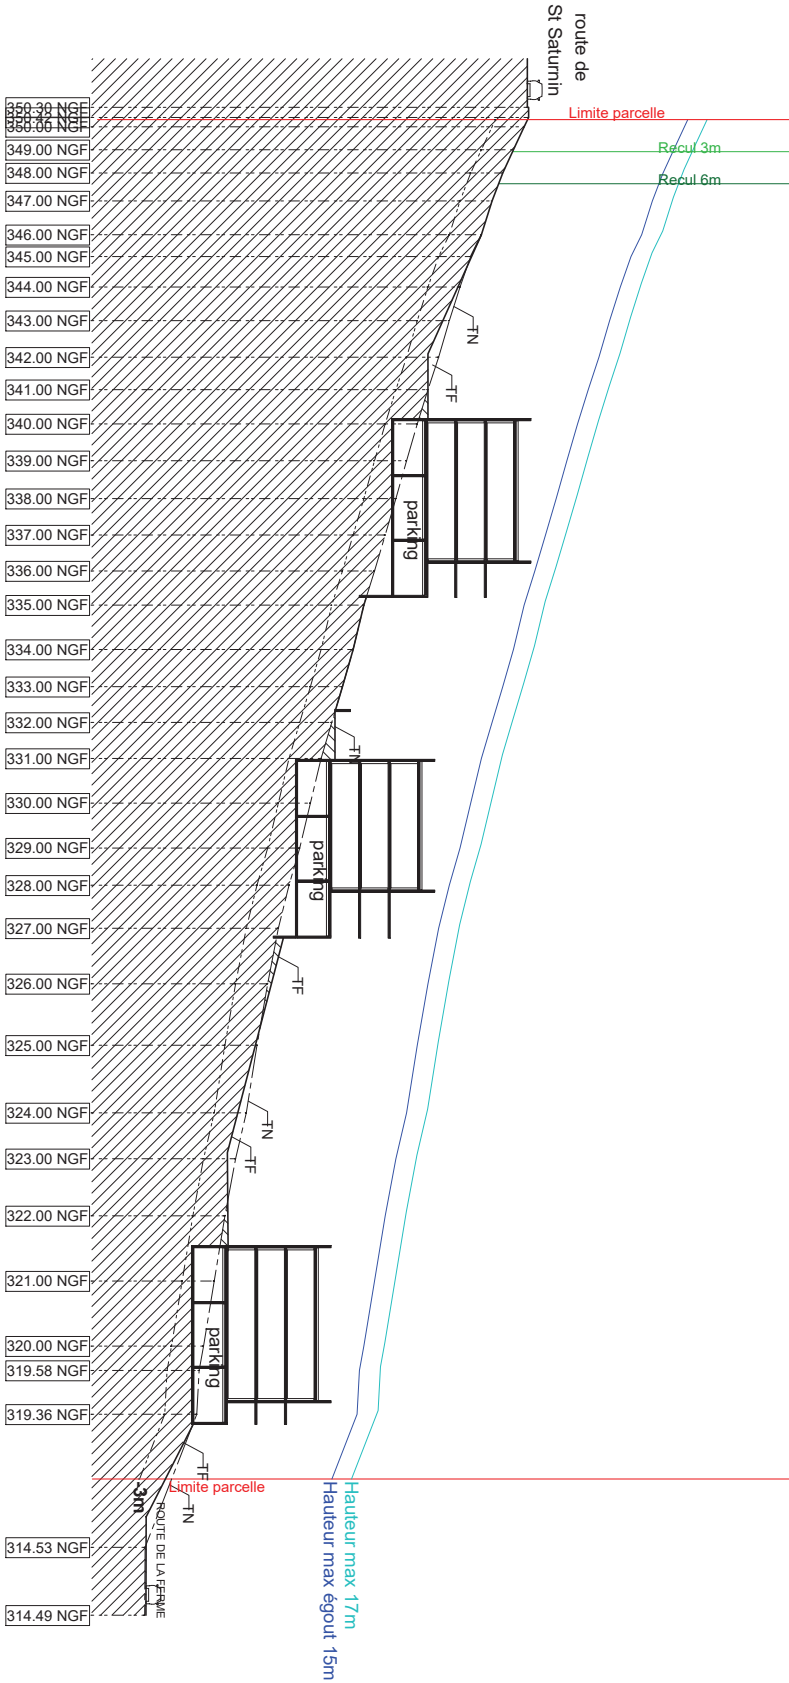 route de
St Saturnin
350.30 NGF
350.42 NGF
350.00 NGF
349.00 NGF
348.00 NGF
347.00 NGF
346.00 NGF
345.00 NGF
344.00 NGF
343.00 NGF
342.00 NGF
341.00 NGF
340.00 NGF
339.00 NGF
338.00 NGF
337.00 NGF
336.00 NGF
335.00 NGF
334.00 NGF
333.00 NGF
332.00 NGF
331.00 NGF
330.00 NGF
329.00 NGF
328.00 NGF
327.00 NGF
326.00 NGF
325.00 NGF
324.00 NGF
323.00 NGF
322.00 NGF
321.00 NGF
320.00 NGF
319.58 NGF
319.36 NGF
314.53 NGF
314.49 NGF
Limite parcelle
Recul 3m
Recul 6m
TN
TF
parking
TN
parking
TF
TN
TF
parking
TF
Limite parcelle
TN
-3m
ROUTE DE LA FERME
Hauteur max 17m
Hauteur max égout 15m